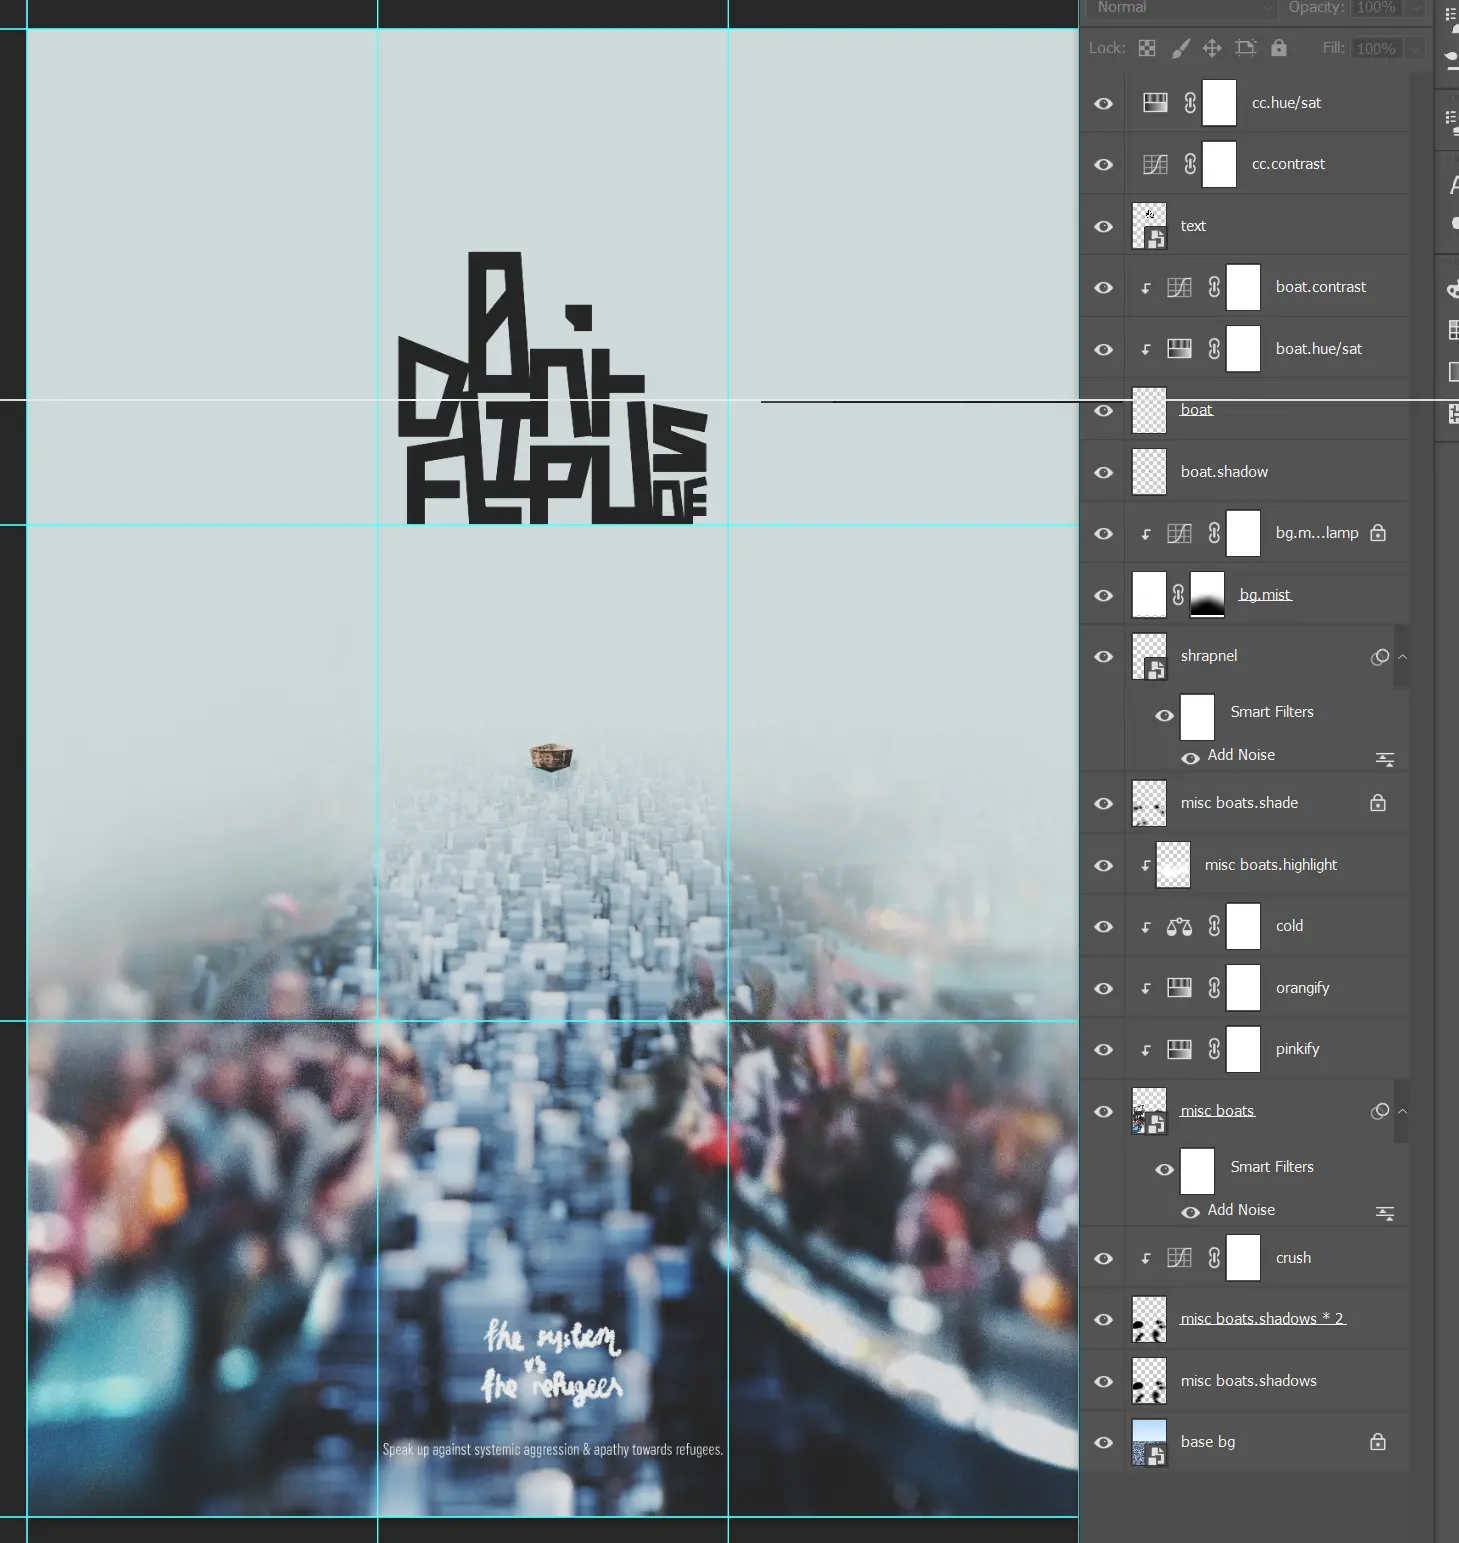 the system
vs
the refugees
Speak up against systemic aggression & apathy towards refugees.
Normal Opacity: 100%
Lock: Fill: 100%
cc.hue/sat
cc.contrast
text
boat.contrast
boat.hue/sat
boat
boat.shadow
bg.m...lamp
bg.mist
shrapnel
Smart Filters
Add Noise
misc boats.shade
misc boats.highlight
cold
orangify
pinkify
misc boats
Smart Filters
Add Noise
crush
misc boats.shadows * 2
misc boats.shadows
base bg